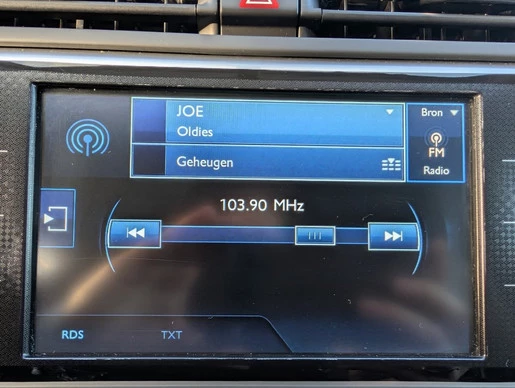 JOE
Oldies
Bron
Geheugen
FM
Radio
103.90 MHz
RDS TXT